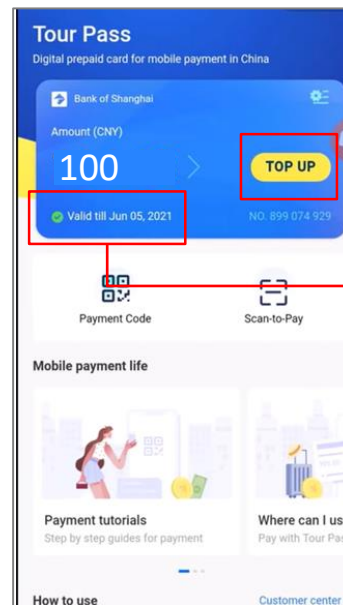 Tour Pass
Digital prepaid card for mobile payment in China
Bank of Shanghai
Amount (CNY)
100
TOP UP
Valid till Jun 05, 2021
NO. 899 074 929
Payment Code
Scan-to-Pay
Mobile payment life
Payment tutorials
Step by step guides for payment
Where can I us
Pay with Tour Pas
How to use
Customer center